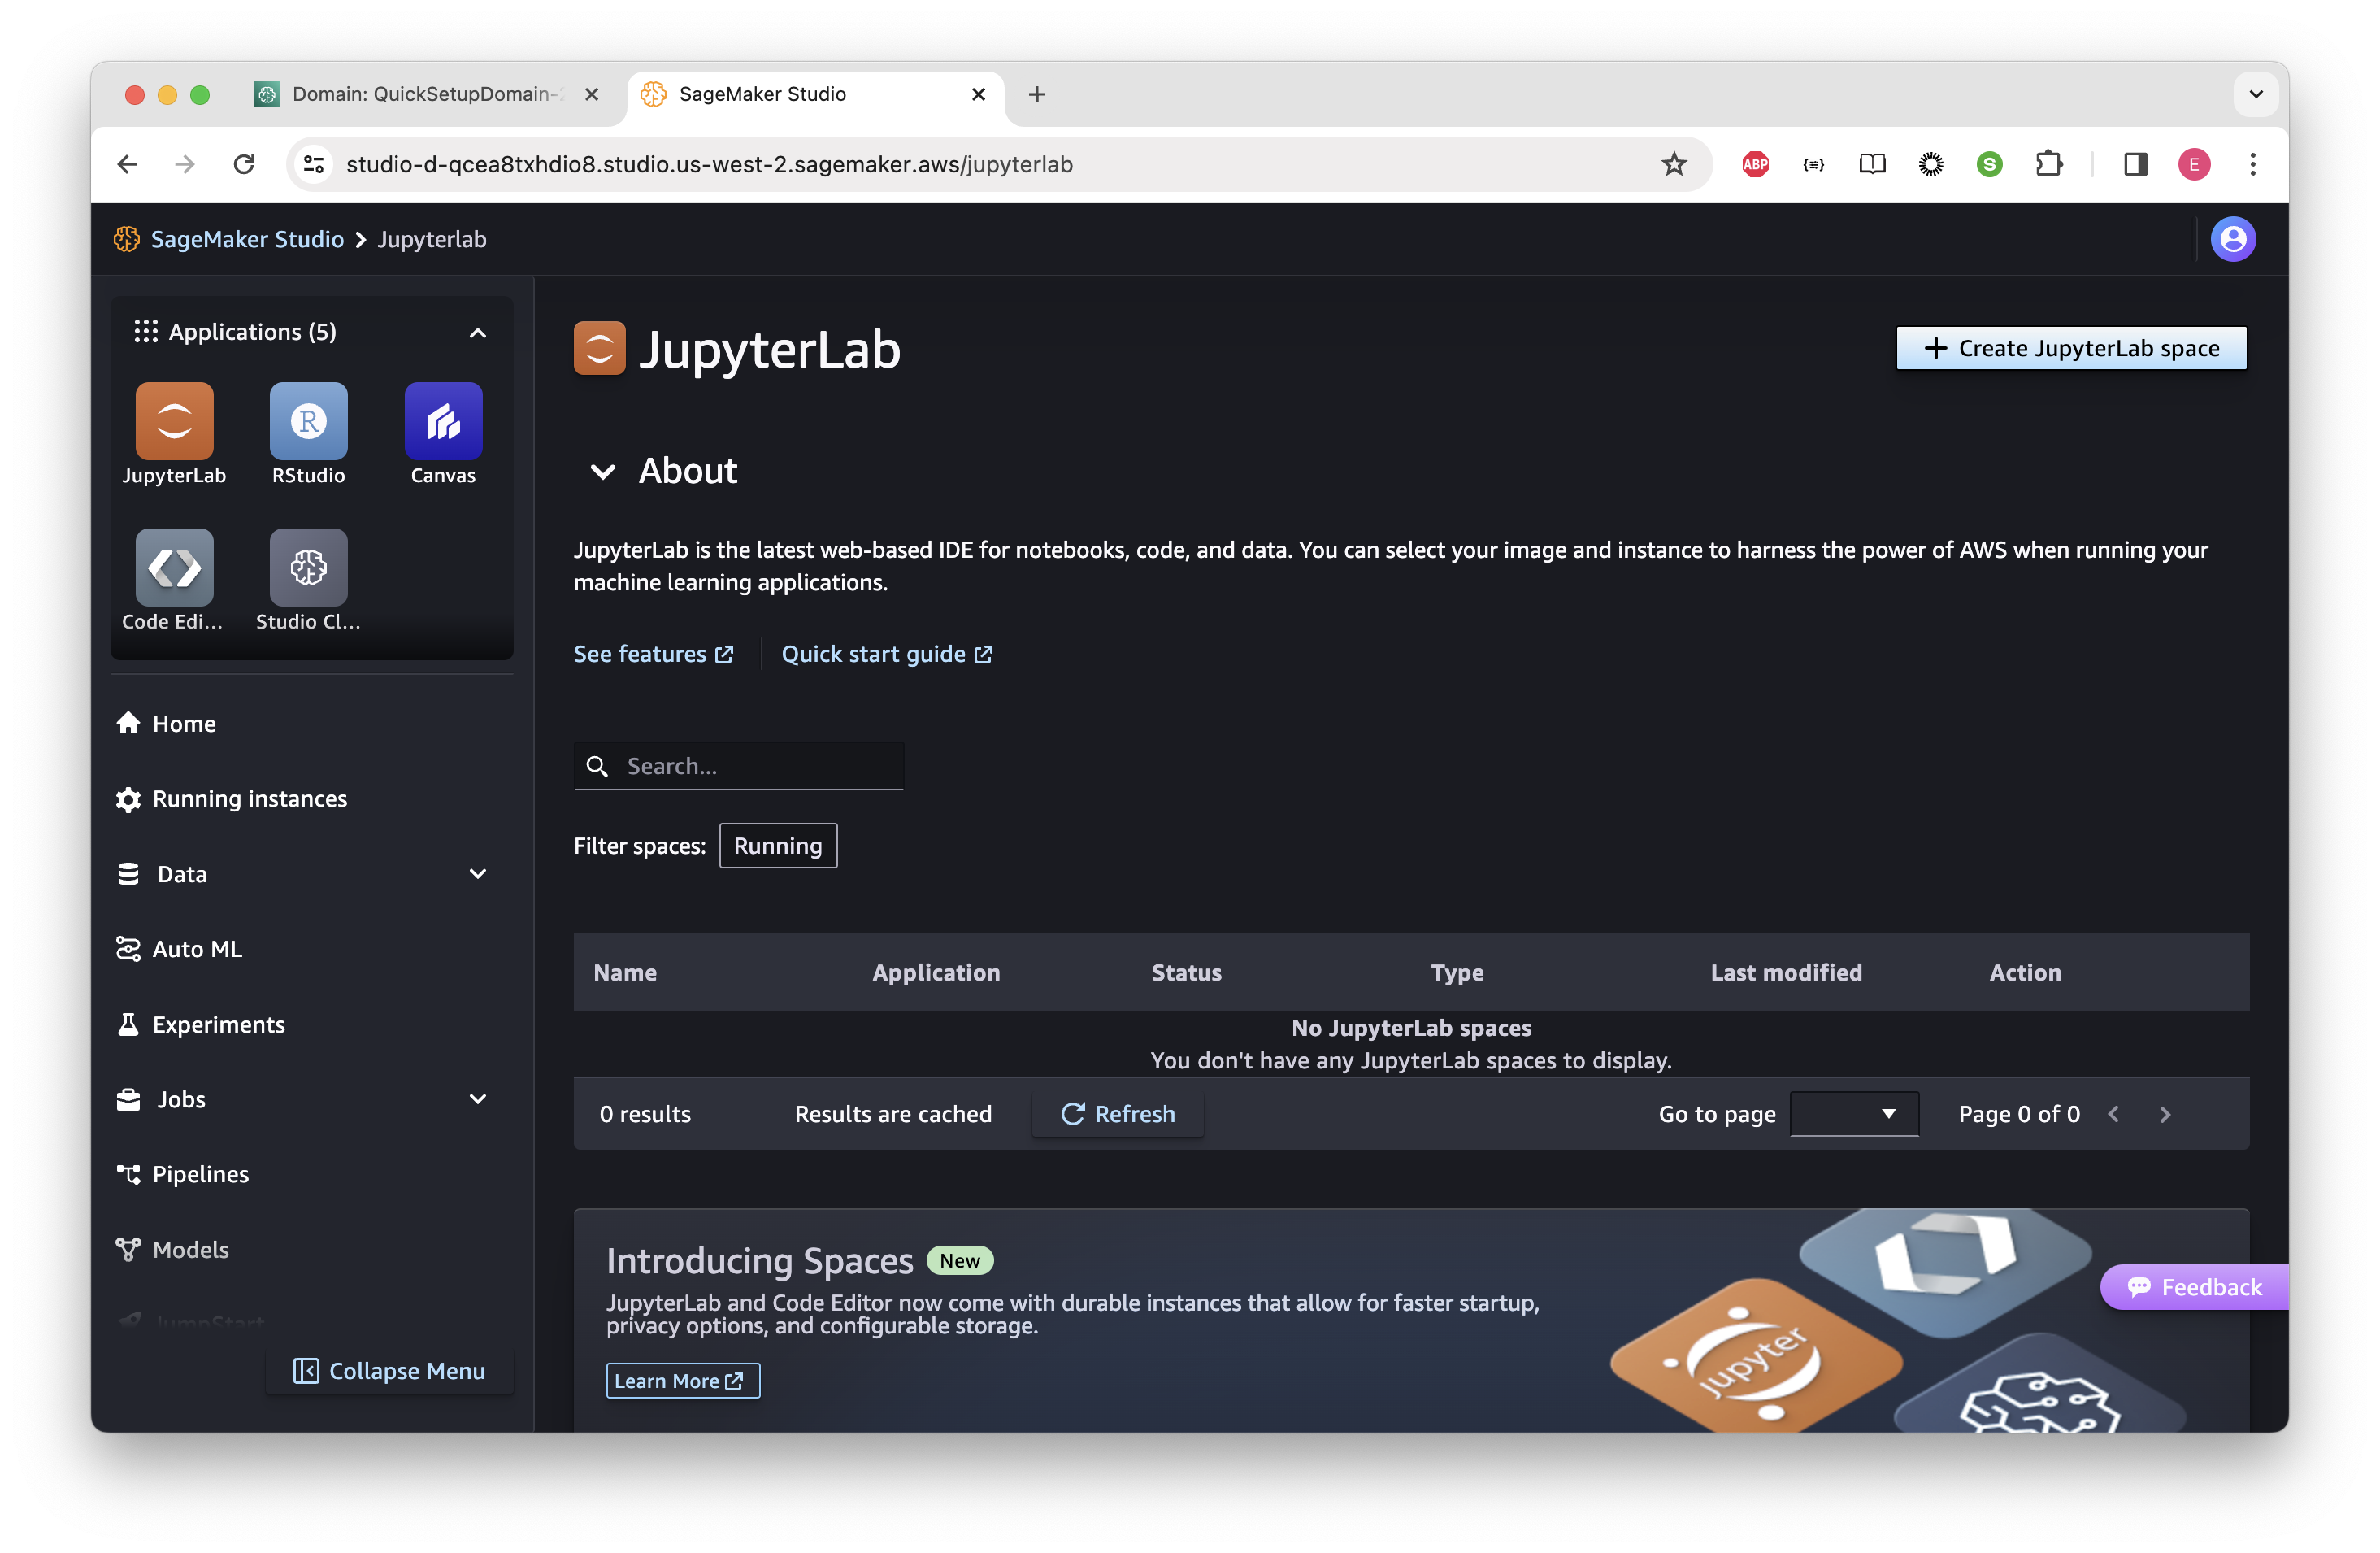 Domain: QuickSetupDomain-
SageMaker Studio
studio-d-qcea8txhdio8.studio.us-west-2.sagemaker.aws/jupyterlab
ABP
S
E
SageMaker Studio
Jupyterlab
Applications (5)
JupyterLab
R
RStudio
Canvas
Code Edi...
Studio Cl...
Home
Running instances
Data
Auto ML
Experiments
Jobs
Pipelines
Models
JumpStart
Collapse Menu
JupyterLab
+ Create JupyterLab space
About
JupyterLab is the latest web-based IDE for notebooks, code, and data. You can select your image and instance to harness the power of AWS when running your
machine learning applications.
See features
Quick start guide
Search...
Filter spaces:
Running
Name
Application
Status
Type
Last modified
Action
No JupyterLab spaces
You don't have any JupyterLab spaces to display.
0 results
Results are cached
Refresh
Go to page
Page 0 of 0
Introducing Spaces
New
JupyterLab and Code Editor now come with durable instances that allow for faster startup,
privacy options, and configurable storage.
Learn More
jupyter
Feedback